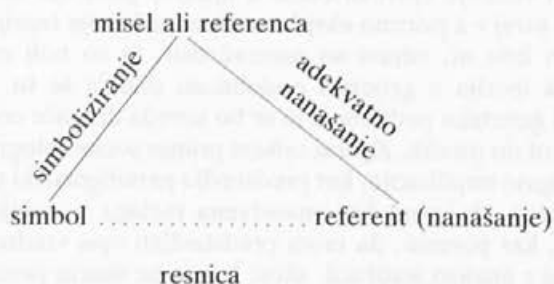 misel ali referenca
simboliziranje
adekvatno
nanašanje
simbol ..................... referent (nanašanje)
resnica